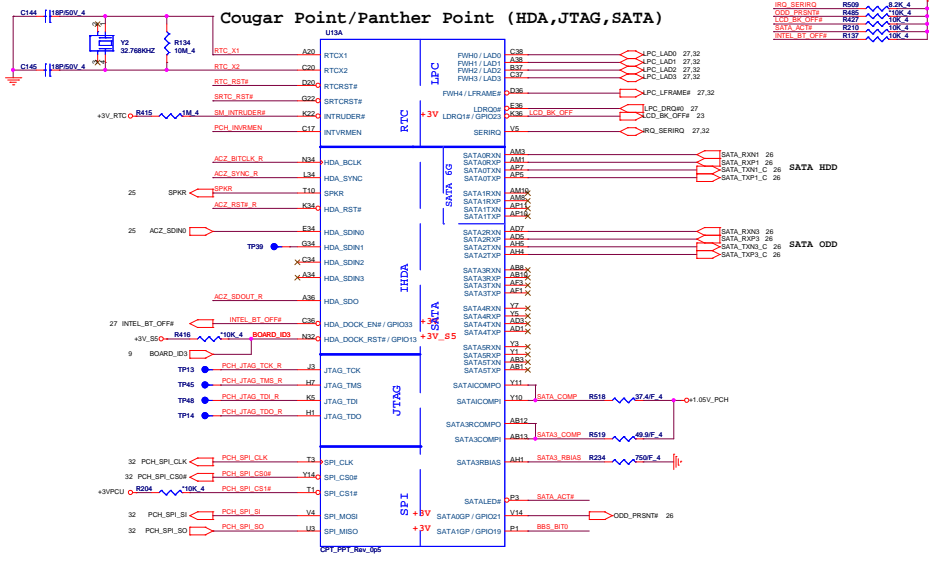 Cougar Point/Panther Point (HDA,JTAG,SATA)
IRQ_SERIRQ R509 8.2K_4
ODD_PRSNT# R485 *10K_4
LCD_BK_OFF# R427 10K_4
SATA_ACT# R210 10K_4
INTEL_BT_OFF# R137 10K_4
C144 18P/50V_4
Y2
32.768KHZ
R134
10M_4
C145 18P/50V_4
U13A
RTC_X1 A20 RTCX1
RTC_X2 C20 RTCX2
RTC_RST# D20 RTCRST#
SRTC_RST# G22 SRTCRST#
+3V_RTC R415 1M_4 SM_INTRUDER# K22 INTRUDER#
PCH_INVRMEN C17 INTVRMEN
RTC
LPC
+3V
FWH0 / LAD0 C38 LPC_LAD0 27,32
FWH1 / LAD1 A38 LPC_LAD1 27,32
FWH2 / LAD2 B37 LPC_LAD2 27,32
FWH3 / LAD3 C37 LPC_LAD3 27,32
FWH4 / LFRAME# D36 LPC_LFRAME# 27,32
LDRQ0# E36 LPC_DRQ#0 27
LDRQ1# / GPIO23 K36 LCD_BK_OFF LCD_BK_OFF# 23
SERIRQ V5 IRQ_SERIRQ 27,32
ACZ_BITCLK_R N34 HDA_BCLK
ACZ_SYNC_R L34 HDA_SYNC
25 SPKR SPKR T10 SPKR
ACZ_RST#_R K34 HDA_RST#
25 ACZ_SDIN0 E34 HDA_SDIN0
TP39 G34 HDA_SDIN1
C34 HDA_SDIN2
A34 HDA_SDIN3
ACZ_SDOUT_R A36 HDA_SDO
27 INTEL_BT_OFF# C36 HDA_DOCK_EN# / GPIO33 +3V
+3V_S5 R416 *10K_4 BOARD_ID3 N32 HDA_DOCK_RST# / GPIO13 +3V_S5
9 BOARD_ID3
IHDA
SATA 6G
SATA
SATA0RXN AM3 SATA_RXN1 26
SATA0RXP AM1 SATA_RXP1 26
SATA0TXN AP7 SATA_TXN1_C 26
SATA0TXP AP5 SATA_TXP1_C 26
SATA HDD
SATA1RXN AM10
SATA1RXP AM8
SATA1TXN AP11
SATA1TXP AP10
SATA2RXN AD7 SATA_RXN3 26
SATA2RXP AD5 SATA_RXP3 26
SATA2TXN AH5 SATA_TXN3_C 26
SATA2TXP AH4 SATA_TXP3_C 26
SATA ODD
SATA3RXN AB8
SATA3RXP AB10
SATA3TXN AF3
SATA3TXP AF1
SATA4RXN Y7
SATA4RXP Y5
SATA4TXN AD3
SATA4TXP AD1
SATA5RXN Y3
SATA5RXP Y1
SATA5TXN AB3
SATA5TXP AB1
TP13 PCH_JTAG_TCK_R J3 JTAG_TCK
TP45 PCH_JTAG_TMS_R H7 JTAG_TMS
TP48 PCH_JTAG_TDI_R K5 JTAG_TDI
TP14 PCH_JTAG_TDO_R H1 JTAG_TDO
JTAG
SATAICOMPO Y11
SATAICOMPI Y10 SATA_COMP R518 37.4/F_4 +1.05V_PCH
SATA3RCOMPO AB12
SATA3COMPI AB13 SATA3_COMP R519 49.9/F_4
SATA3RBIAS AH1 SATA3_RBIAS R234 750/F_4
32 PCH_SPI_CLK PCH_SPI_CLK T3 SPI_CLK
32 PCH_SPI_CS0# PCH_SPI_CS0# Y14 SPI_CS0#
+3VPCU R204 *10K_4 PCH_SPI_CS1# T1 SPI_CS1#
32 PCH_SPI_SI PCH_SPI_SI V4 SPI_MOSI
32 PCH_SPI_SO PCH_SPI_SO U3 SPI_MISO
SPI
SATALED# P3 SATA_ACT#
+3V SATA0GP / GPIO21 V14 ODD_PRSNT# 26
+3V SATA1GP / GPIO19 P1 BBS_BIT0
CPT_PPT_Rev_0p5